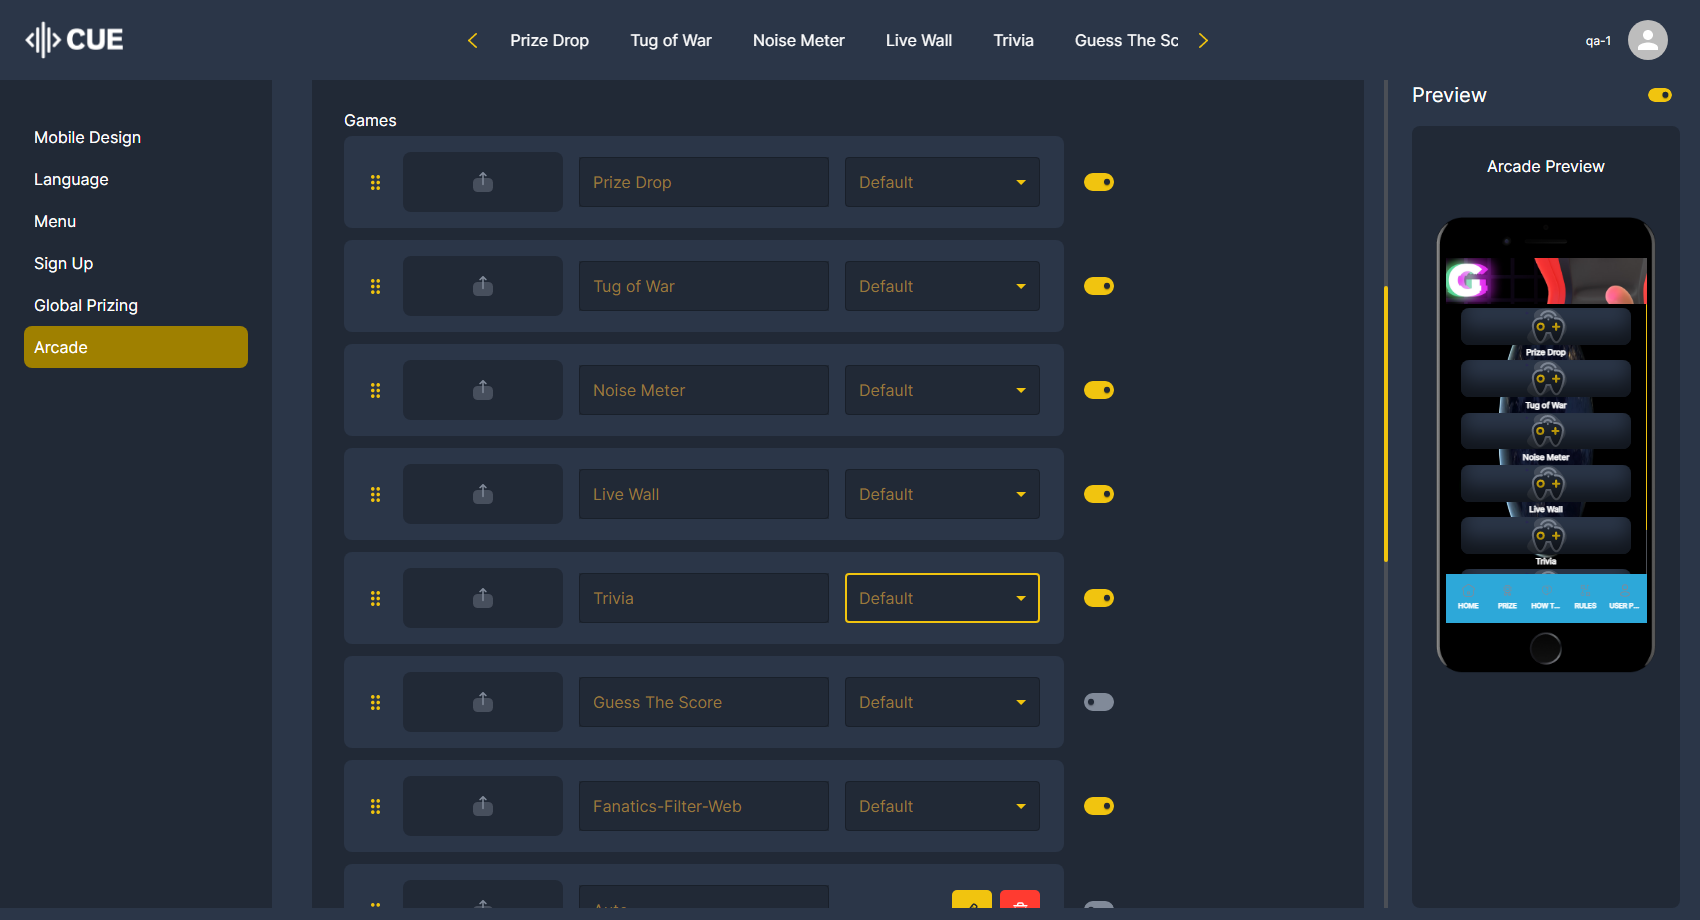 CUE
Prize Drop
Tug of War
Noise Meter
Live Wall
Trivia
Guess The Sc
qa-1
Mobile Design
Language
Menu
Sign Up
Global Prizing
Arcade
Games
Prize Drop
Default
Tug of War
Default
Noise Meter
Default
Live Wall
Default
Trivia
Default
Guess The Score
Default
Fanatics-Filter-Web
Default
Preview
Arcade Preview
G
Prize Drop
Tug of War
Noise Meter
Live Wall
Trivia
HOME
PRIZE
HOW T...
RULES
USER P...